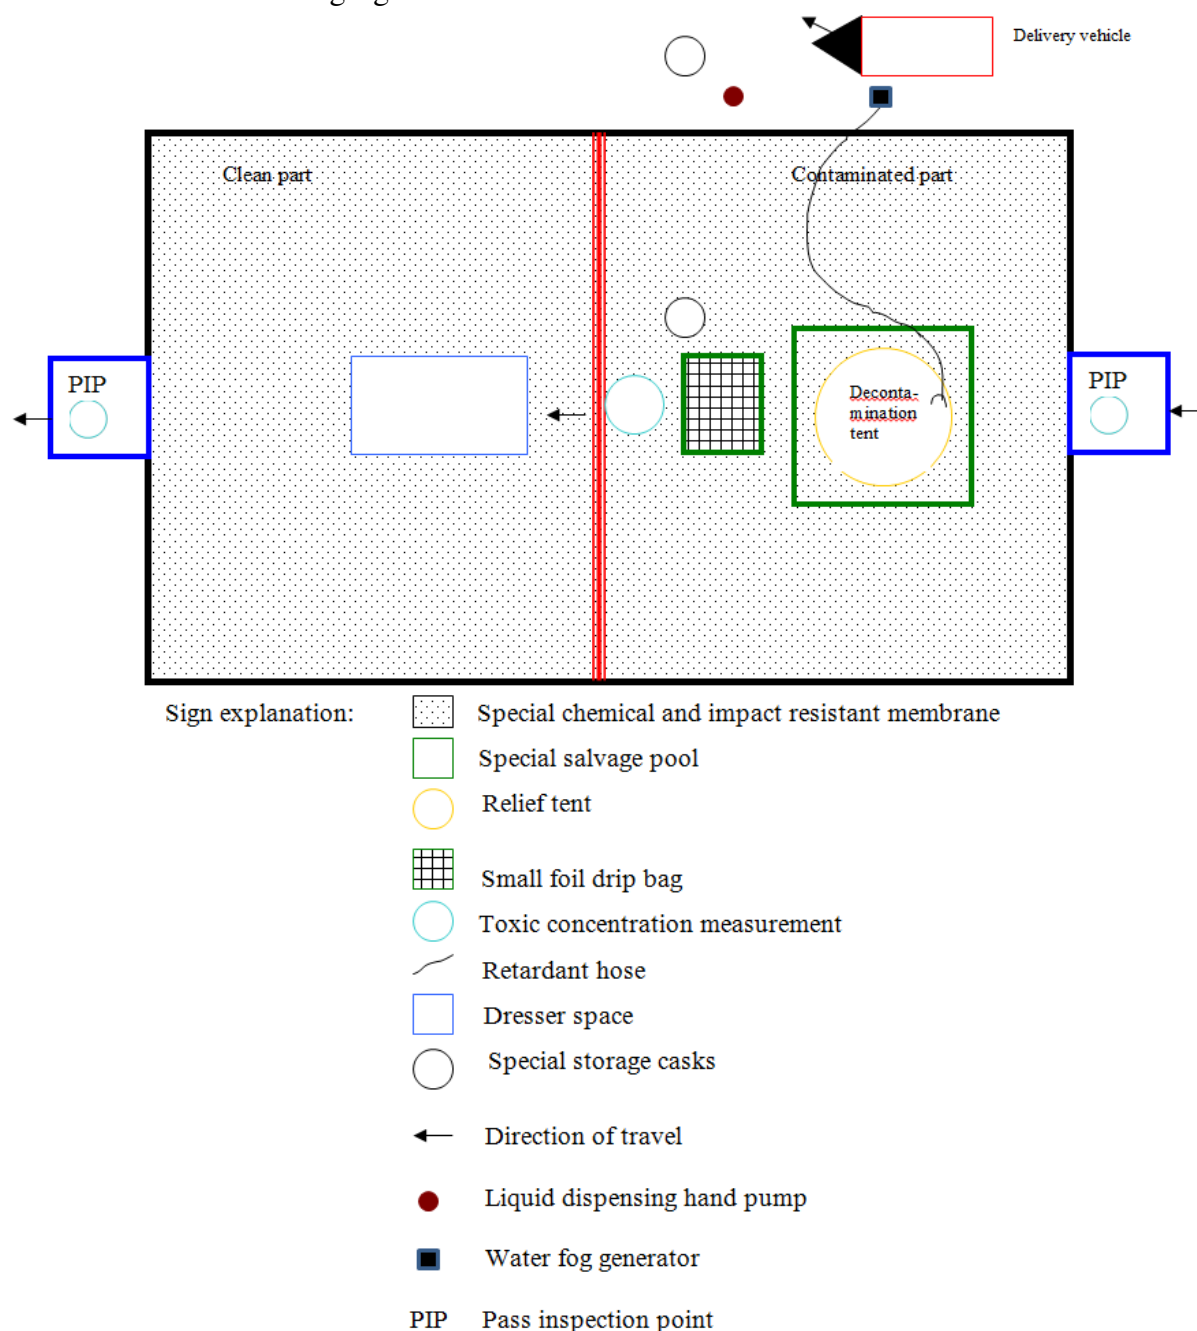 Delivery vehicle
Clean part
Contaminated part
PIP
Deconta-
mination
tent
PIP
Sign explanation:
Special chemical and impact resistant membrane
Special salvage pool
Relief tent
Small foil drip bag
Toxic concentration measurement
Retardant hose
Dresser space
Special storage casks
Direction of travel
Liquid dispensing hand pump
Water fog generator
PIP Pass inspection point